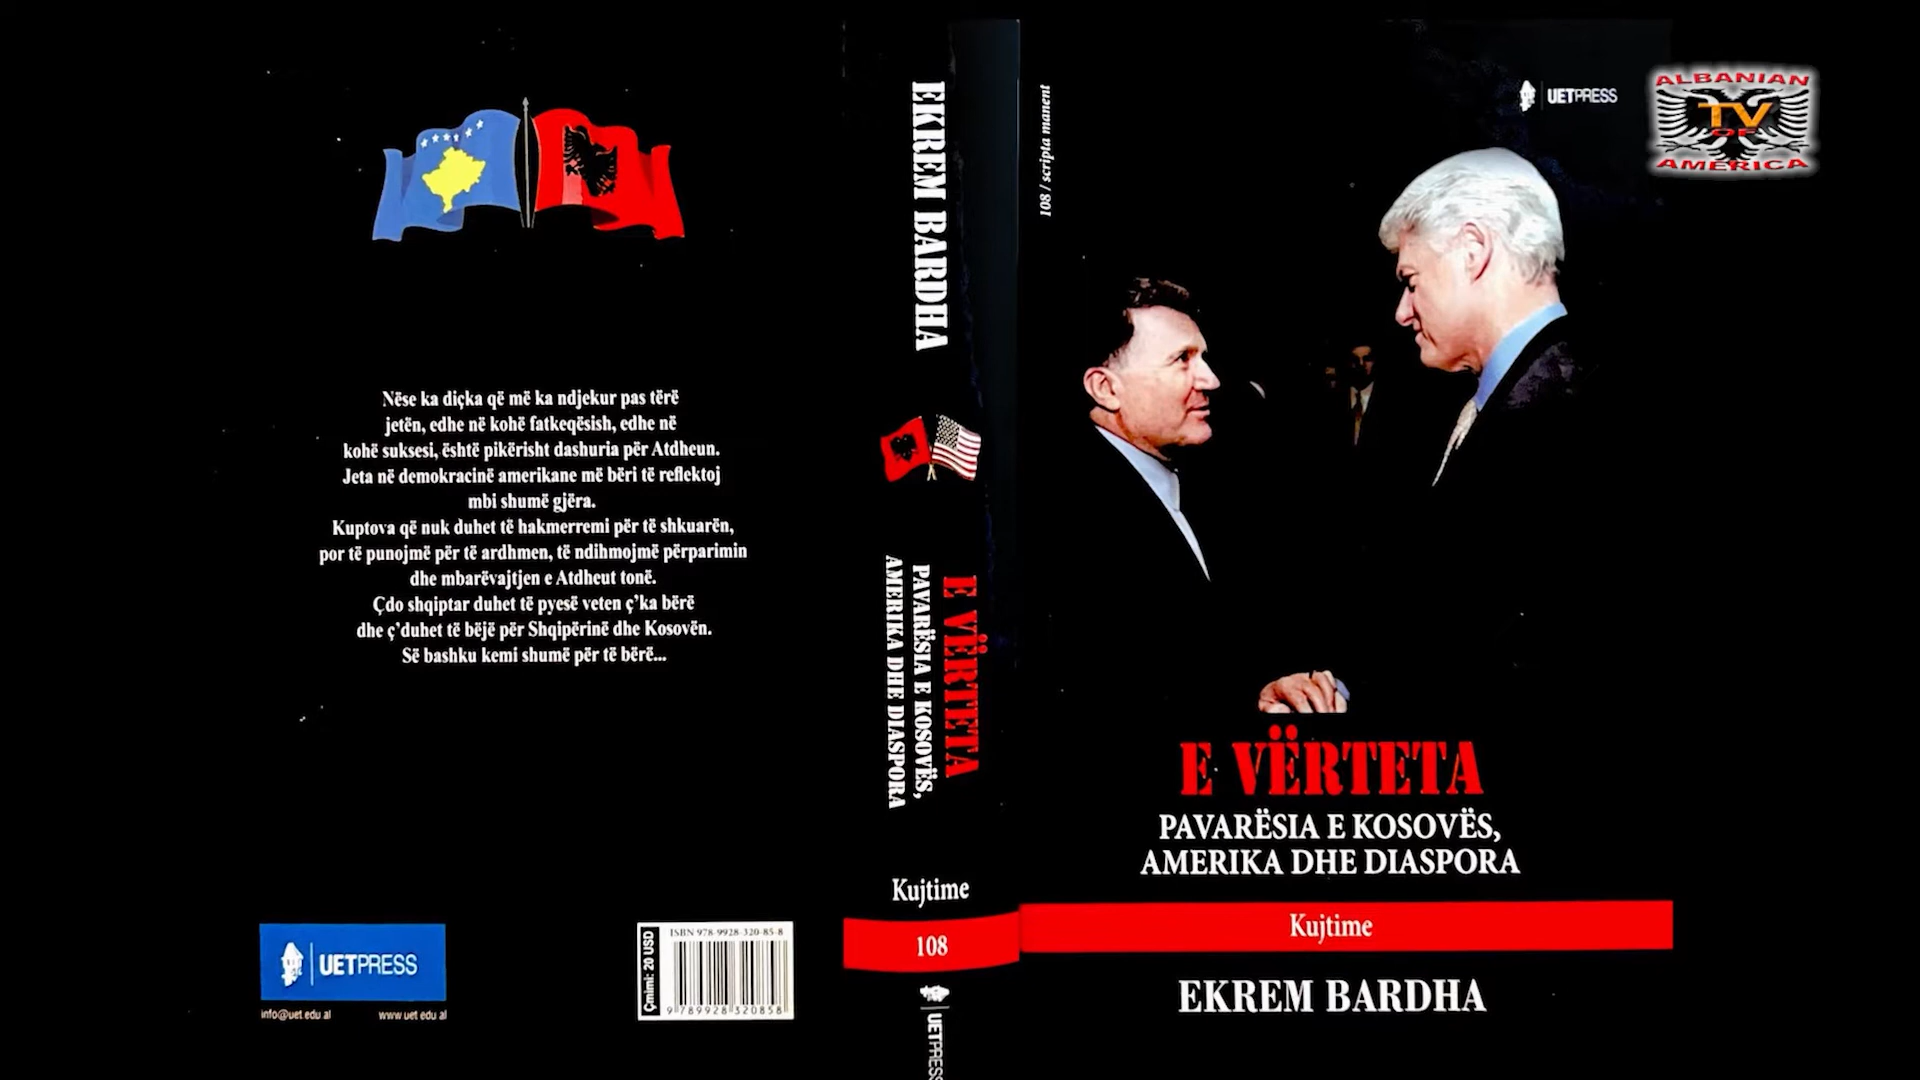 Nëse ka diçka që më ka ndjekur pas tërë
jetën, edhe në kohë fatkeqësish, edhe në
kohë suksesi, është pikërisht dashuria për Atdheun.
Jeta në demokracinë amerikane më bëri të reflektoj
mbi shumë gjëra.
Kuptova që nuk duhet të hakmerremi për të shkuarën,
por të punojmë për të ardhmen, të ndihmojmë përparimin
dhe mbarëvajtjen e Atdheut tonë.
Çdo shqiptar duhet të pyesë veten ç'ka bërë
dhe ç'duhet të bëjë për Shqipërinë dhe Kosovën.
Së bashku kemi shumë për të bërë...
UETPRESS
info@uet.edu.al
www.uet.edu.al
Çmimi: 20 USD
ISBN 978-9928-320-85-8
9 789928 320858
EKREM BARDHA
E VËRTETA
PAVARËSIA E KOSOVËS,
AMERIKA DHE DIASPORA
Kujtime
108
UETPRESS
108 / scripta manent
UETPRESS
ALBANIAN
TV
OF
AMERICA
E VËRTETA
PAVARËSIA E KOSOVËS,
AMERIKA DHE DIASPORA
Kujtime
EKREM BARDHA